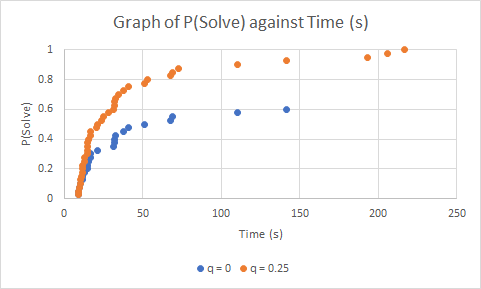 Graph of P(Solve) against Time (s)
1
0.8
0.6
0.4
0.2
0
P(Solve)
0 50 100 150 200 250
Time (s)
q = 0 q = 0.25